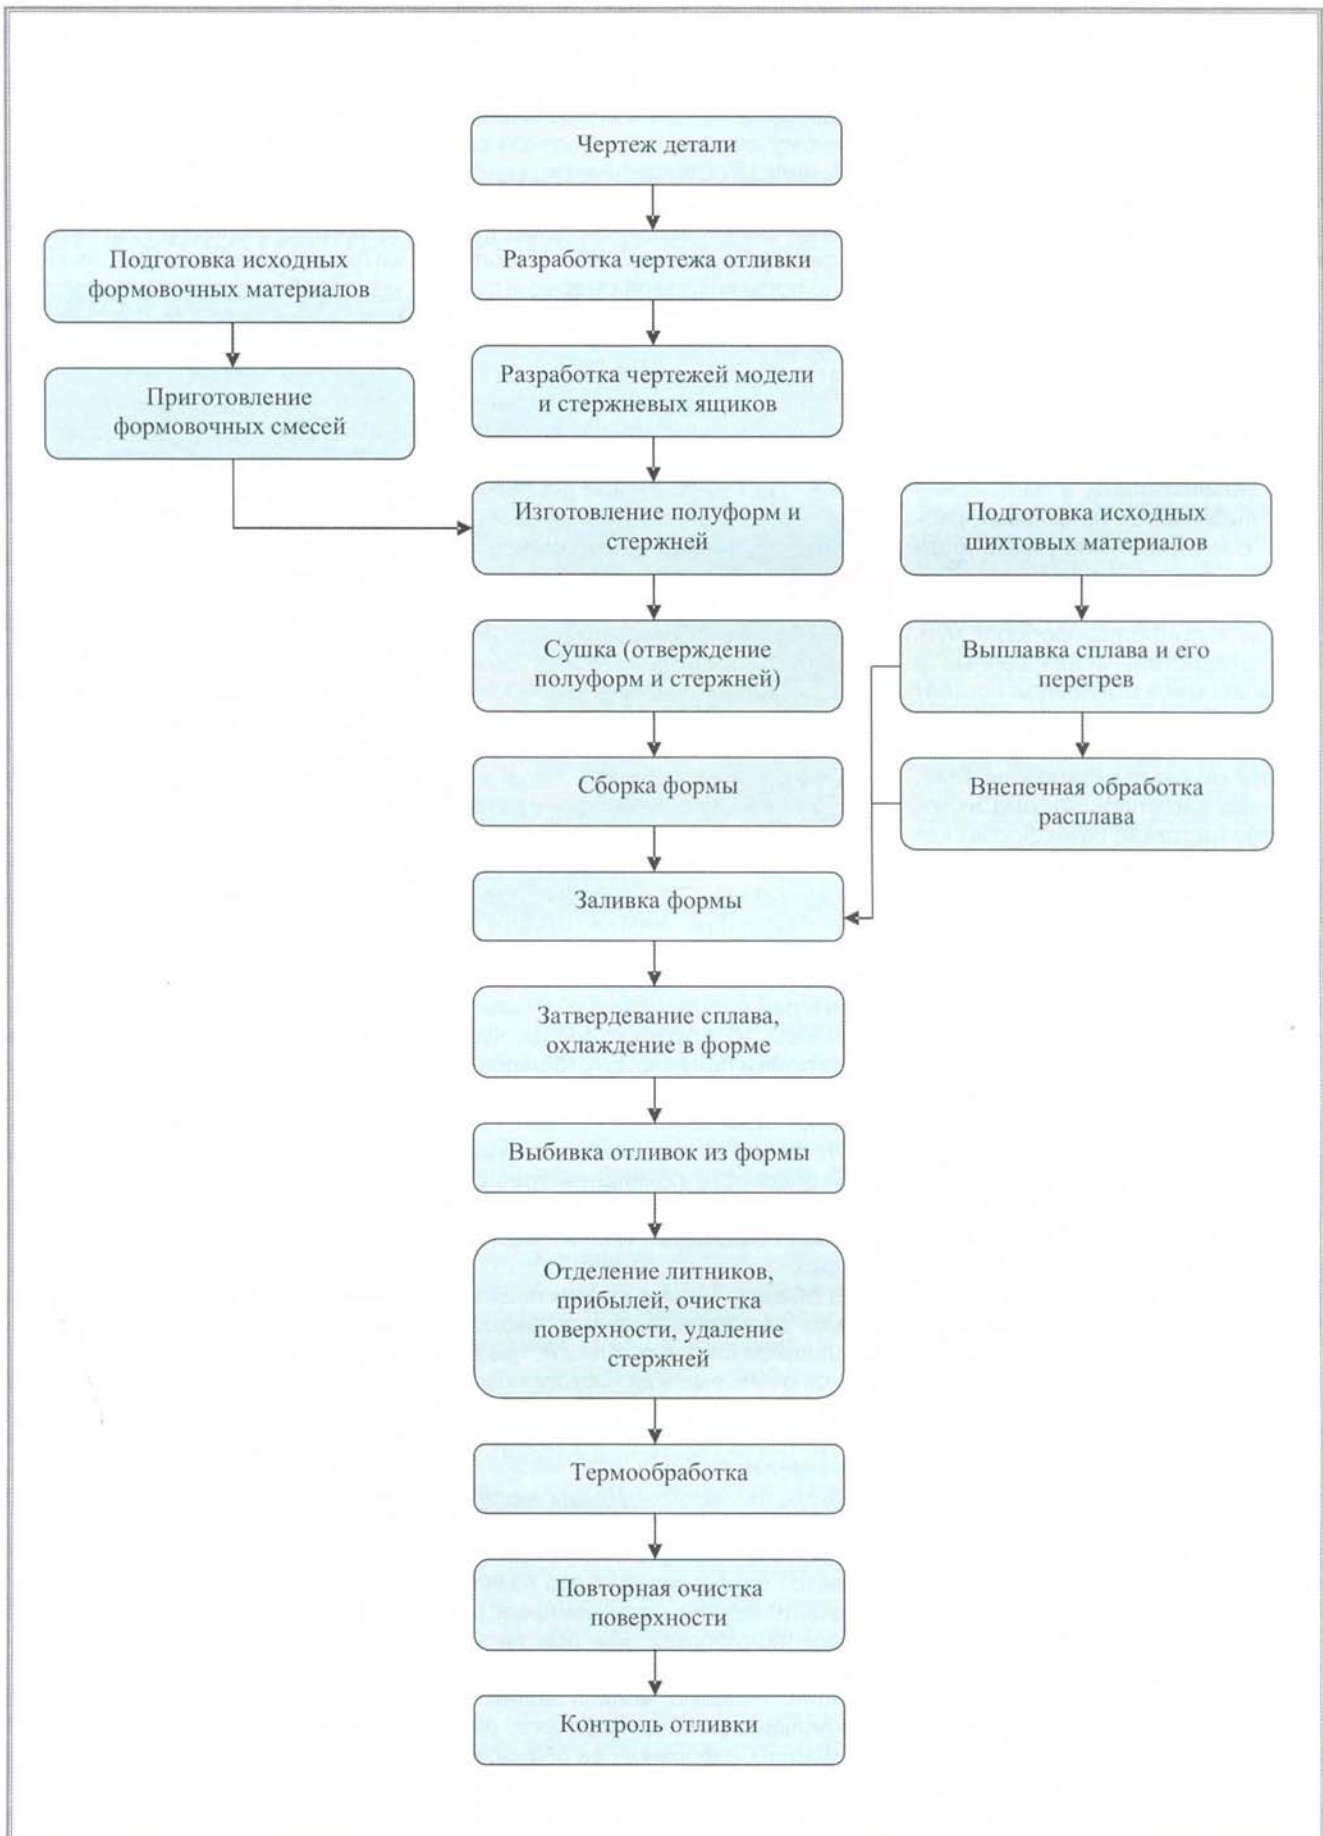 Чертеж детали
Подготовка исходных
формовочных материалов
Разработка чертежа отливки
Приготовление
формовочных смесей
Разработка чертежей модели
и стержневых ящиков
Изготовление полуформ и
стержней
Подготовка исходных
шихтовых материалов
Сушка (отверждение
полуформ и стержней)
Выплавка сплава и его
перегрев
Сборка формы
Внепечная обработка
расплава
Заливка формы
Затвердевание сплава,
охлаждение в форме
Выбивка отливок из формы
Отделение литников,
прибылей, очистка
поверхности, удаление
стержней
Термообработка
Повторная очистка
поверхности
Контроль отливки